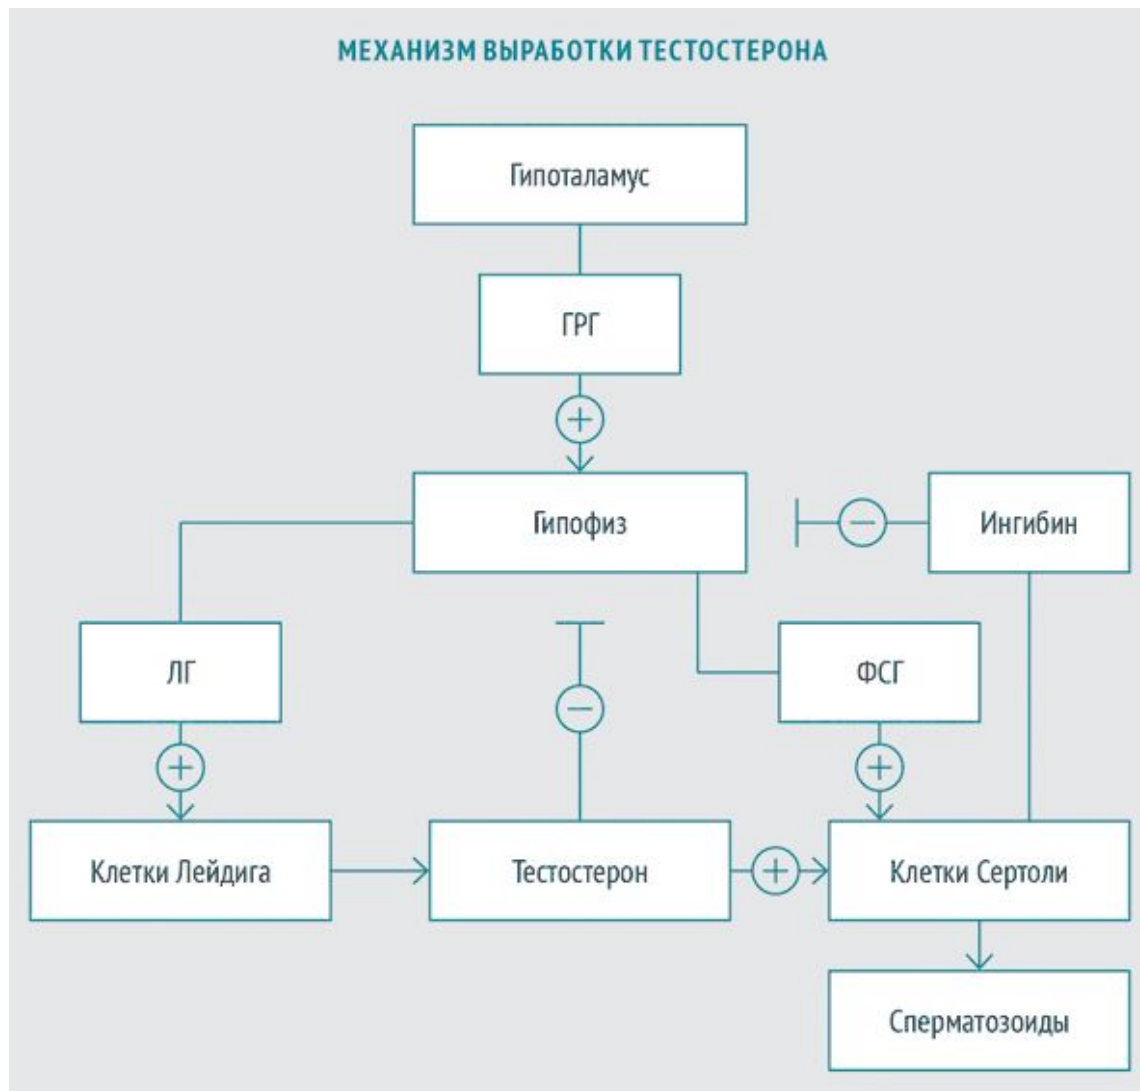 МЕХАНИЗМ ВЫРАБОТКИ ТЕСТОСТЕРОНА
Гипоталамус
ГРГ
+
Гипофиз
−
Ингибин
ЛГ
−
ФСГ
+
+
Клетки Лейдига
Тестостерон
+
Клетки Сертоли
Сперматозоиды